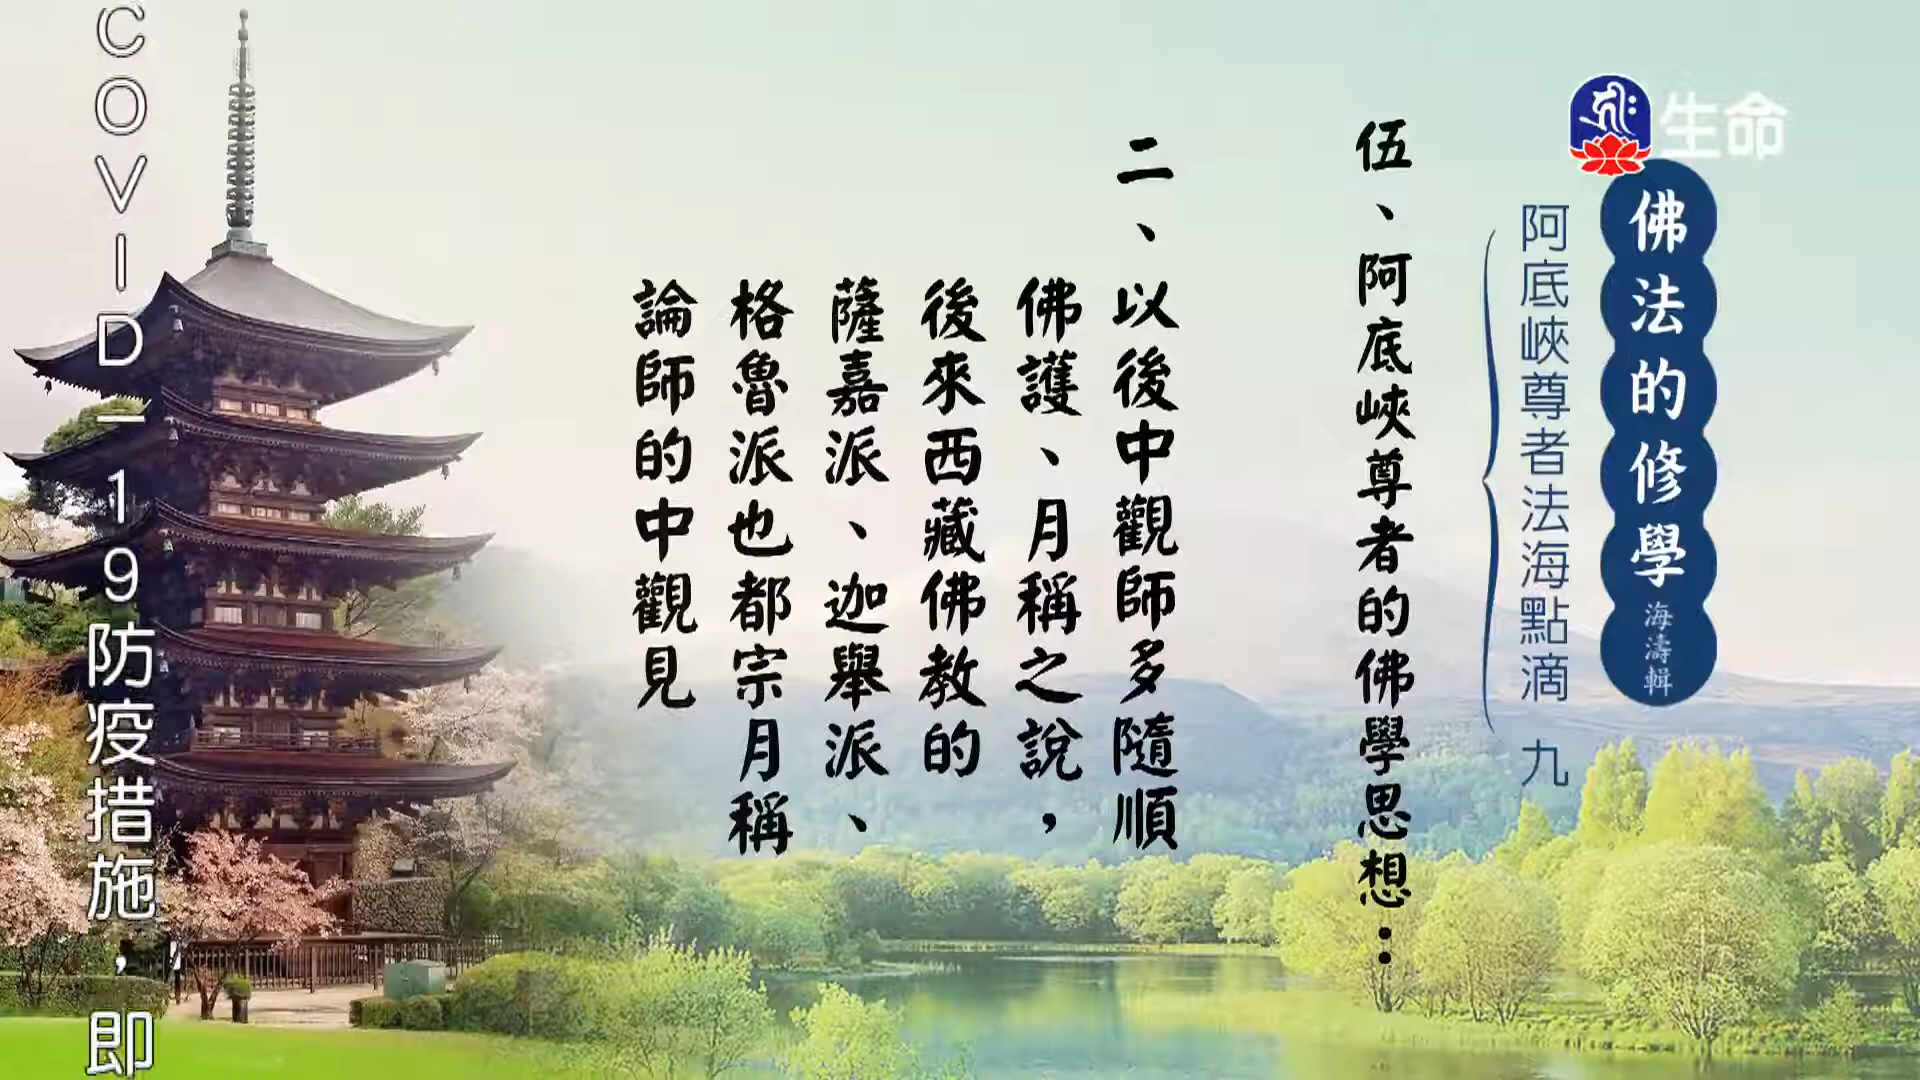 生命
佛法的修學
海濤輯
阿底峽尊者法海點滴 九
伍、阿底峽尊者的佛學思想：
二、以後中觀師多隨順
佛護、月稱之說，
後來西藏佛教的
薩嘉派、迦舉派、
格魯派也都宗月稱
論師的中觀見
COVID-19防疫措施，即